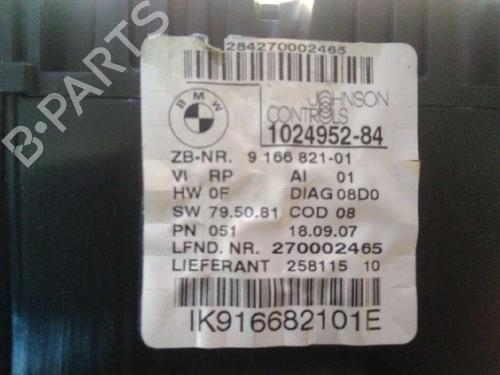 284270002465
BMW
JOHNSON
CONTROLS
1024952-84
ZB-NR. 9 166 821-01
VI RP AI 01
HW 0F DIAG 08D0
SW 79.50.81 COD 08
PN 051 18.09.07
LFND. NR. 270002465
LIEFERANT 258115 10
IK916682101E
B-PARTS